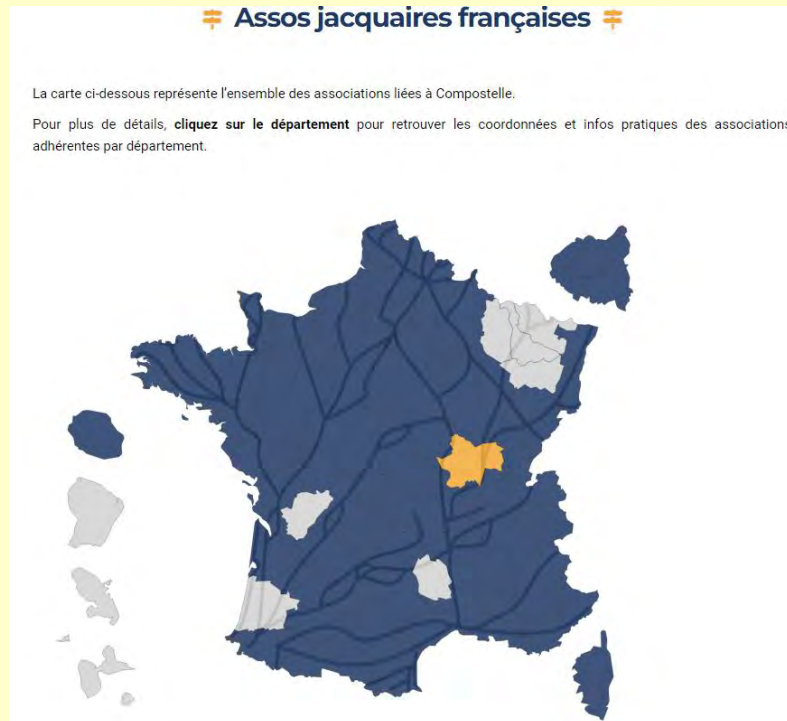 Assos jacquaires françaises
La carte ci-dessous représente l'ensemble des associations liées à Compostelle.
Pour plus de détails, cliquez sur le département pour retrouver les coordonnées et infos pratiques des associations
adhérentes par département.